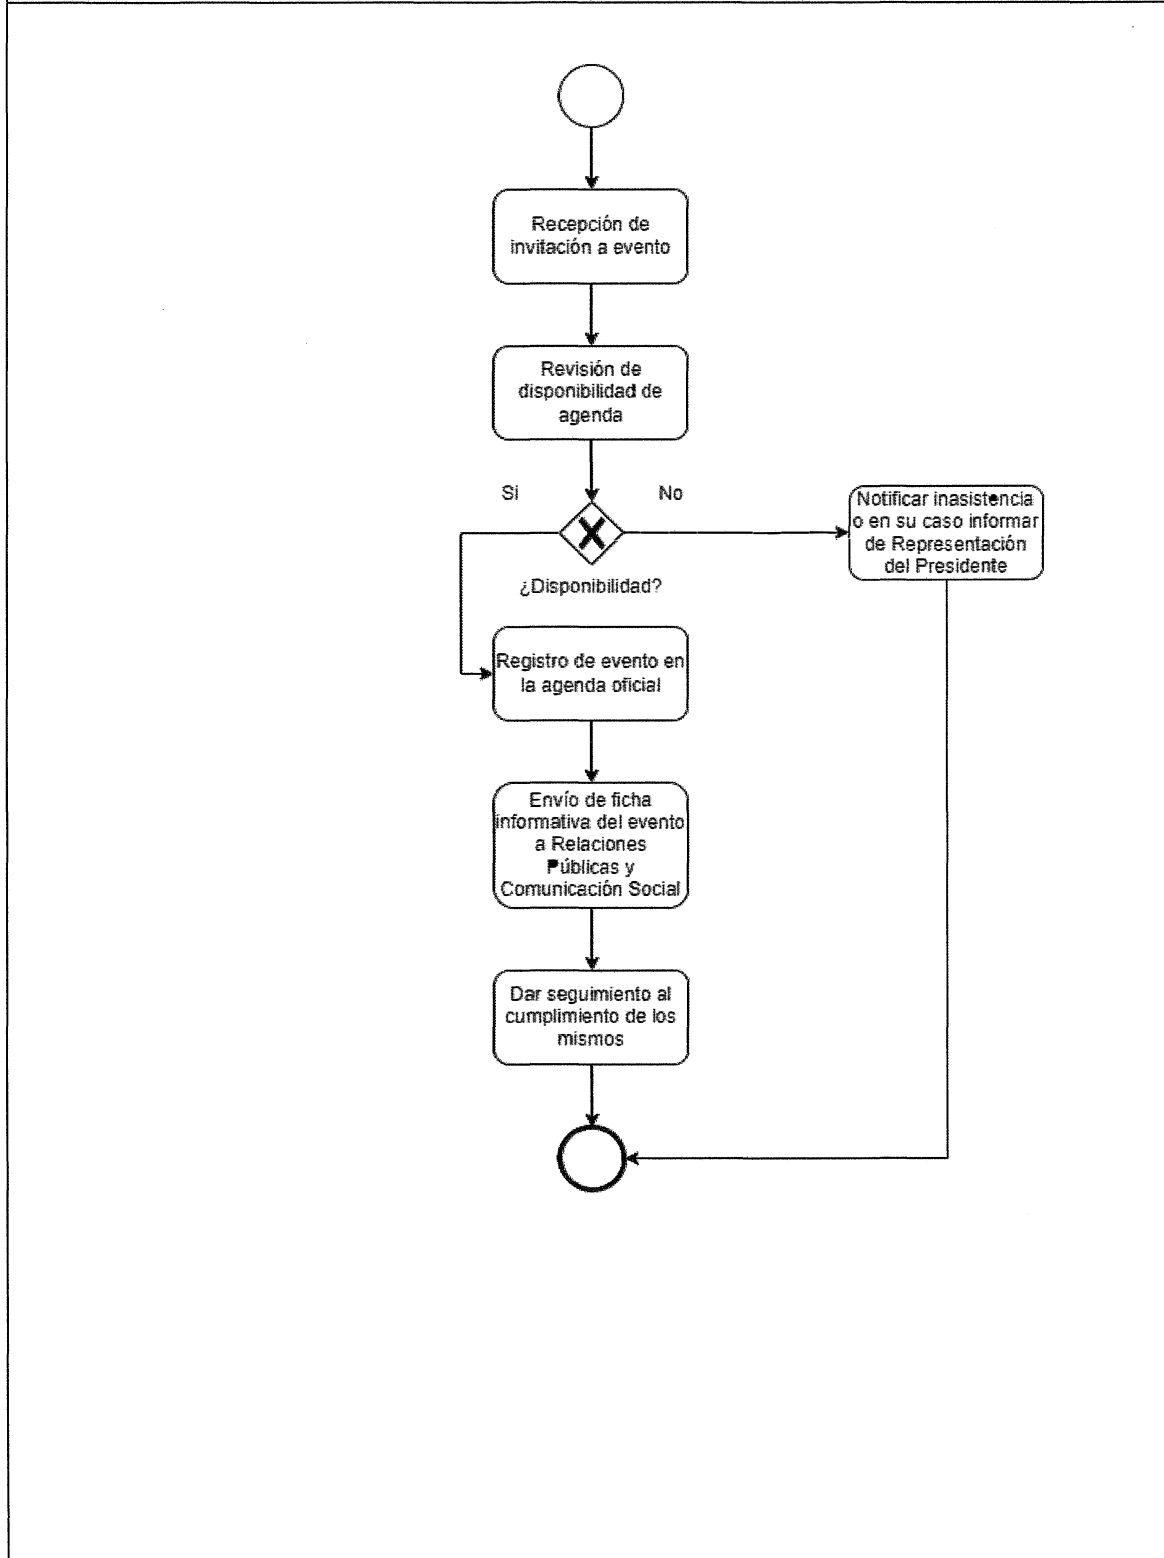 Recepción de
invitación a evento
Revisión de
disponibilidad de
agenda
Si
No
Notificar inasistencia
o en su caso informar
de Representación
del Presidente
¿Disponibilidad?
Registro de evento en
la agenda oficial
Envío de ficha
informativa del evento
a Relaciones
Públicas y
Comunicación Social
Dar seguimiento al
cumplimiento de los
mismos